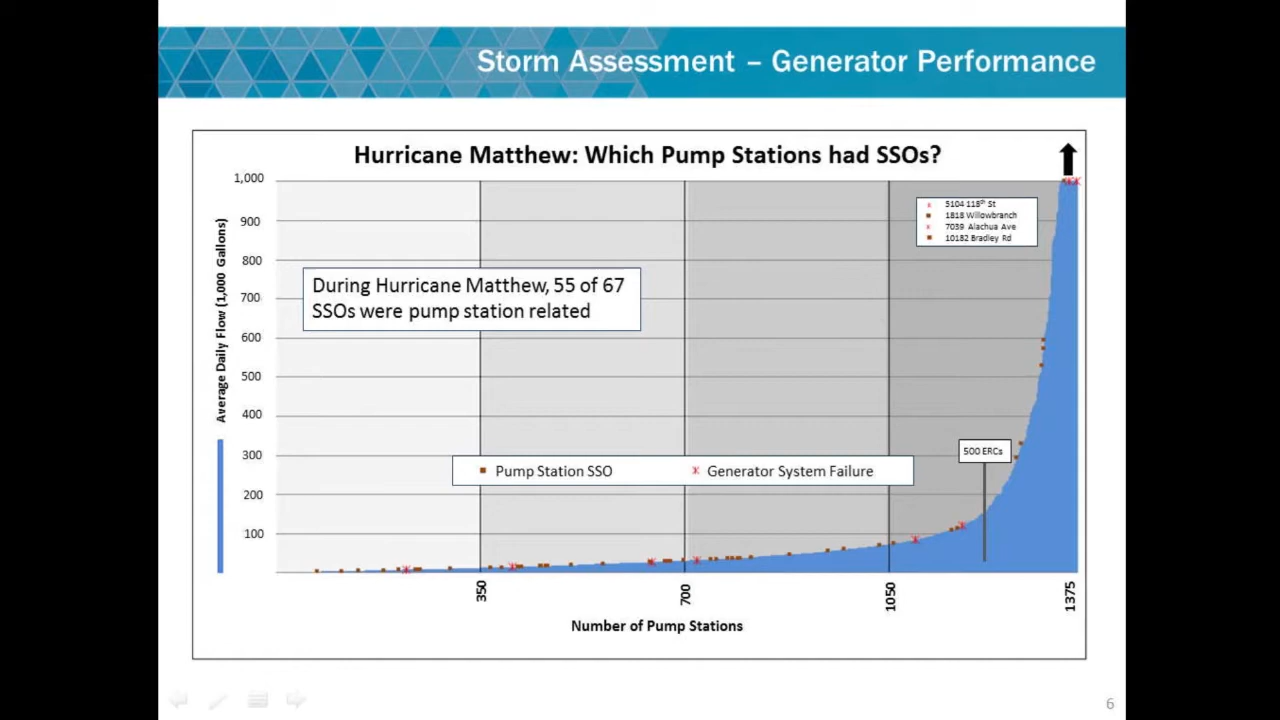 Storm Assessment – Generator Performance
Hurricane Matthew: Which Pump Stations had SSOs?
1,000
900
800
700
600
500
400
300
200
100
Average Daily Flow (1,000 Gallons)
5104 118th St
1818 Willowbranch
7039 Alachua Ave
10182 Bradley Rd
During Hurricane Matthew, 55 of 67
SSOs were pump station related
500 ERCs
Pump Station SSO
Generator System Failure
350
700
1050
1375
Number of Pump Stations
6